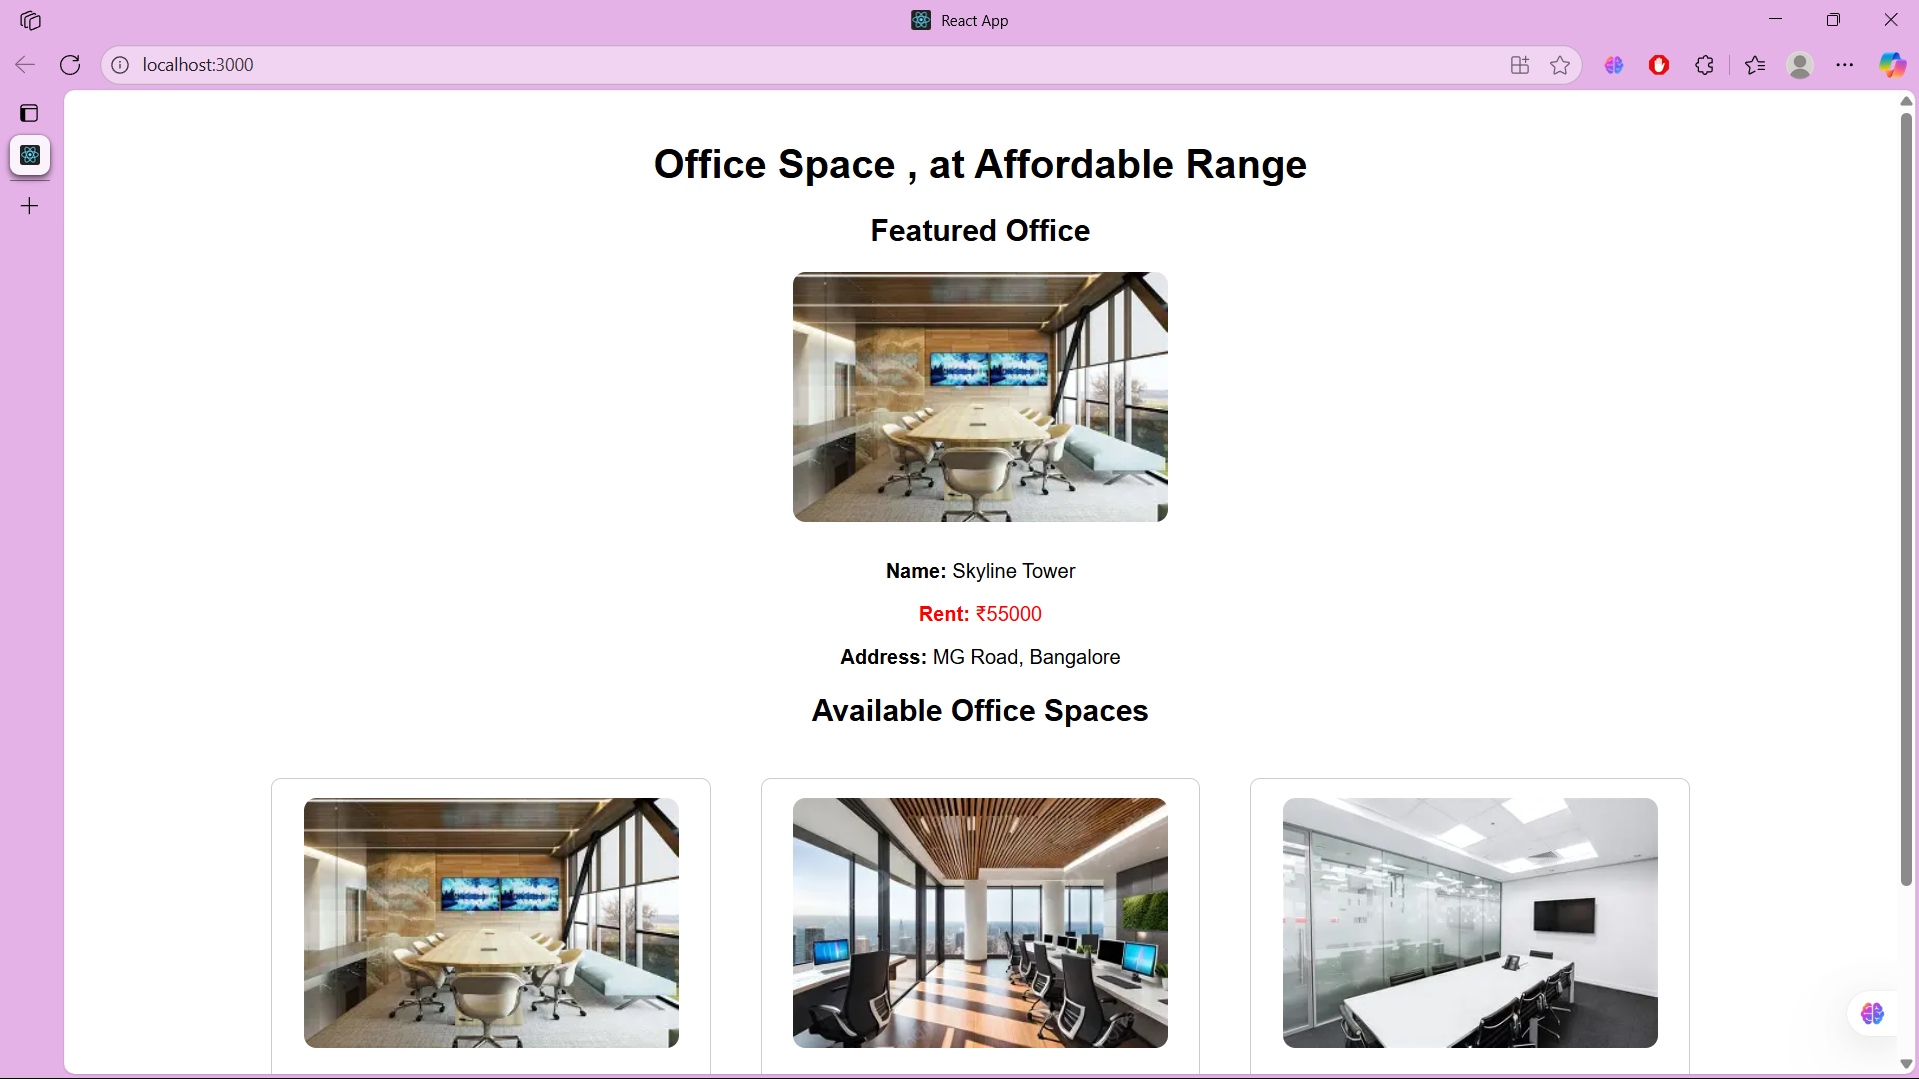 React App
localhost:3000
Office Space , at Affordable Range
Featured Office
Name: Skyline Tower
Rent: ₹55000
Address: MG Road, Bangalore
Available Office Spaces